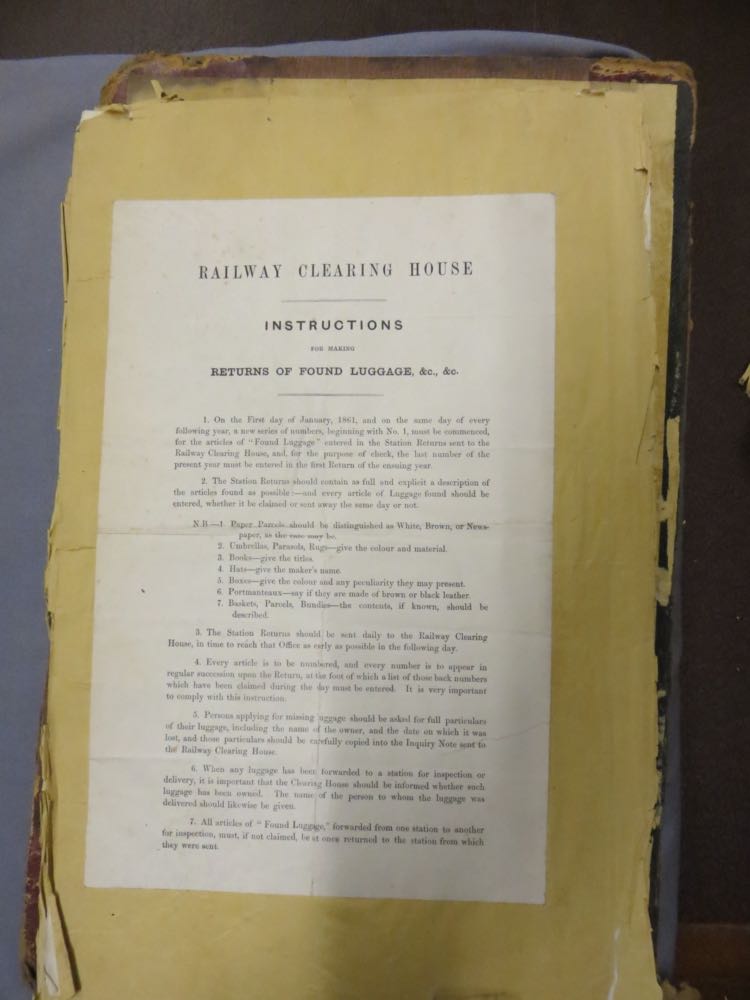 RAILWAY CLEARING HOUSE
INSTRUCTIONS
FOR MAKING
RETURNS OF FOUND LUGGAGE, &c., &c.
1. On the First day of January, 1861, and on the same day of every
following year, a new series of numbers, beginning with No. 1, must be commenced,
for the articles of "Found Luggage" entered in the Station Returns sent to the
Railway Clearing House, and, for the purpose of check, the last number of the
present year must be entered in the first Return of the ensuing year.
2. The Station Returns should contain as full and explicit a description of
the articles found as possible:—and every article of Luggage found should be
entered, whether it be claimed or sent away the same day or not.
N.B.—1 Paper Parcels should be distinguished as White, Brown, or News-
paper, as the case may be.
2. Umbrellas, Parasols, Rugs—give the colour and material.
3. Books—give the titles.
4. Hats—give the maker's name.
5. Boxes—give the colour and any peculiarity they may present.
6. Portmanteaux—say if they are made of brown or black leather.
7. Baskets, Parcels, Bundles—the contents, if known, should be
described.
3. The Station Returns should be sent daily to the Railway Clearing
House, in time to reach that Office as early as possible in the following day.
4. Every article is to be numbered, and every number is to appear in
regular succession upon the Return, at the foot of which a list of those back numbers
which have been claimed during the day must be entered. It is very important
to comply with this instruction.
5. Persons applying for missing luggage should be asked for full particulars
of their luggage, including the name of the owner, and the date on which it was
lost, and those particulars should be carefully copied into the Inquiry Note sent to
the Railway Clearing House.
6. When any luggage has been forwarded to a station for inspection or
delivery, it is important that the Clearing House should be informed whether such
luggage has been owned. The name of the person to whom the luggage was
delivered should likewise be given.
7. All articles of "Found Luggage," forwarded from one station to another
for inspection, must, if not claimed, be at once returned to the station from which
they were sent.